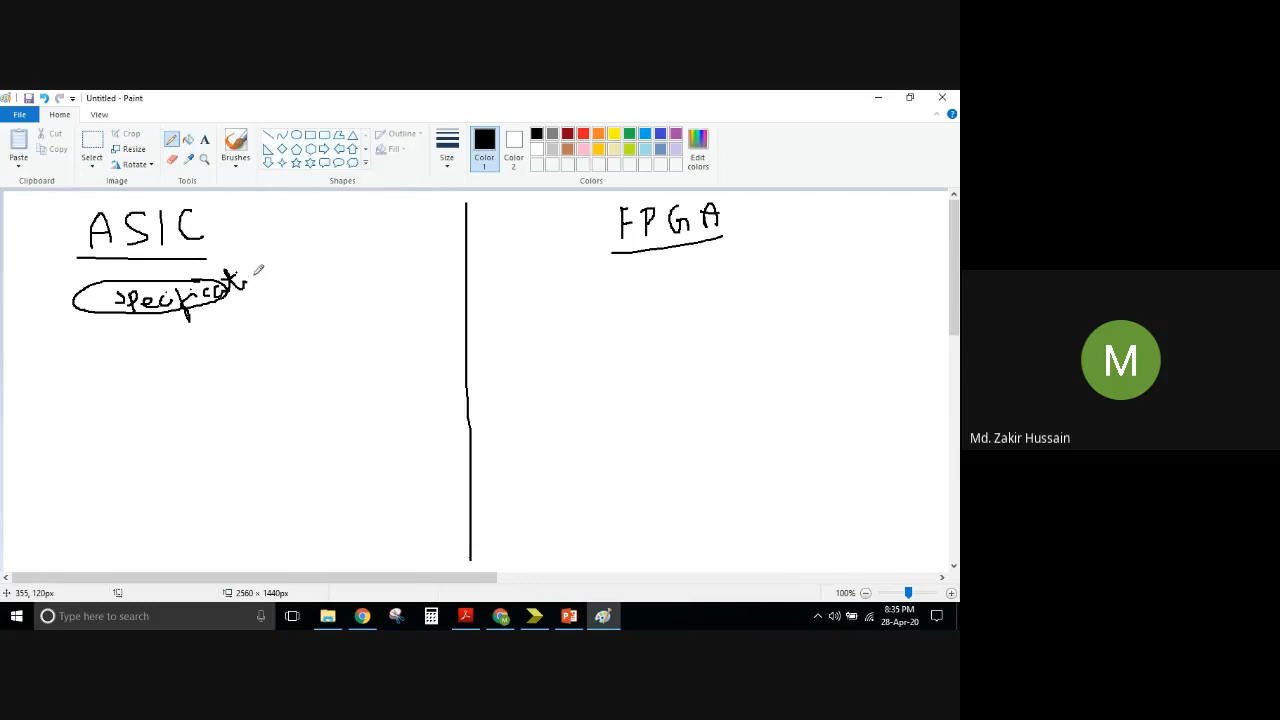 Untitled - Paint
File Home View
Paste
Cut
Copy
Clipboard
Select
Crop
Resize
Rotate
Image
Tools
Brushes
Shapes
Outline
Fill
Size
Color 1
Color 2
Edit colors
Colors
ASIC
FPGA
specificati
M
Md. Zakir Hussain
355, 120px
2560 × 1440px
100%
Type here to search
8:35 PM
28-Apr-20